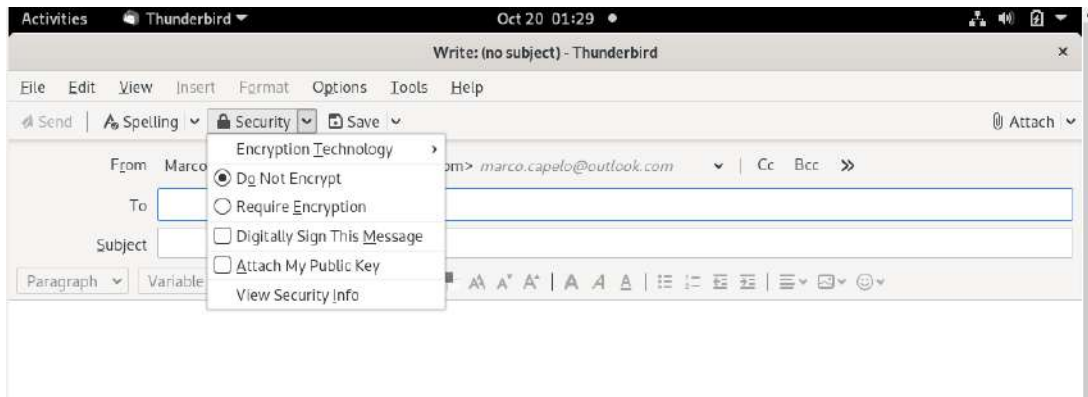 Activities Thunderbird Oct 20 01:29
Write: (no subject) - Thunderbird
File Edit View Insert Format Options Tools Help
Send Spelling Security Save Attach
Encryption Technology
From Marco om> marco.capelo@outlook.com Cc Bcc
Do Not Encrypt
To
Require Encryption
Digitally Sign This Message
Subject
Attach My Public Key
Paragraph Variable
View Security Info